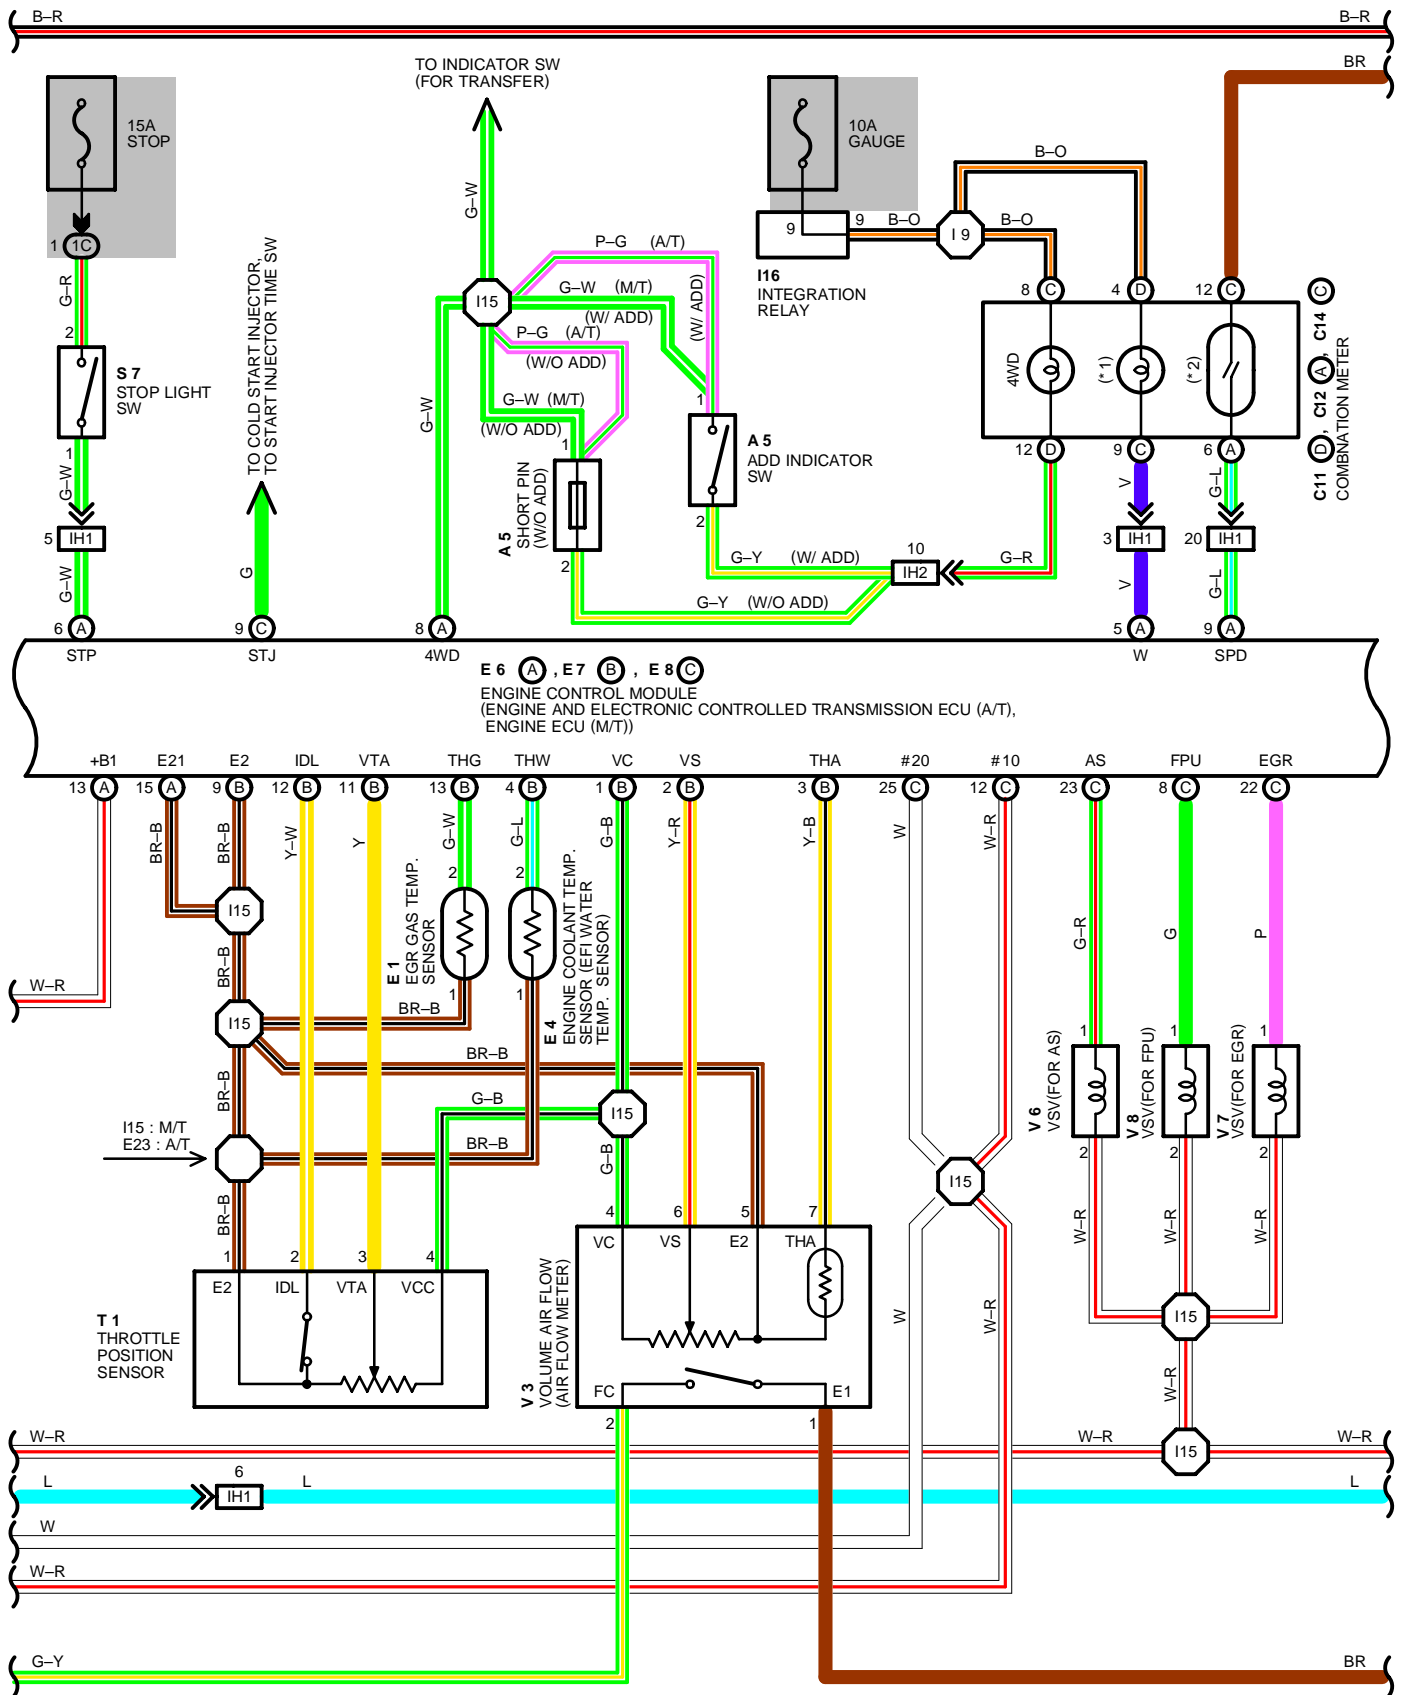 B–R
B–R
BR
TO INDICATOR SW
(FOR TRANSFER)
15A
STOP
10A
GAUGE
1
1C
G–R
2
S 7
STOP LIGHT
SW
1
G–W
5
IH1
G–W
6
A
STP
TO COLD START INJECTOR,
TO START INJECTOR TIME SW
G
9
C
STJ
G–W
I15
P–G (A/T)
G–W (M/T)
(W/ ADD)
(W/ ADD)
P–G (A/T)
(W/O ADD)
G–W (M/T)
(W/O ADD)
G–W
8
A
4WD
1
A 5
SHORT PIN
(W/O ADD)
2
1
A 5
ADD INDICATOR
SW
2
G–Y (W/ ADD)
G–Y (W/O ADD)
10
IH2
G–R
9
9
B–O
I 9
B–O
B–O
I16
INTEGRATION
RELAY
8
C
4
D
12
C
4WD
(* 1)
(* 2)
12
D
9
C
6
A
C11 D, C12 A, C14 C
COMBINATION METER
V
3
IH1
V
5
A
W
G–L
20
IH1
G–L
9
A
SPD
E 6 A , E 7 B , E 8 C
ENGINE CONTROL MODULE
(ENGINE AND ELECTRONIC CONTROLLED TRANSMISSION ECU (A/T),
ENGINE ECU (M/T))
+B1
E21
E2
IDL
VTA
THG
THW
VC
VS
THA
#20
#10
AS
FPU
EGR
13 A
15 A
9 B
12 B
11 B
13 B
4 B
1 B
2 B
3 B
25 C
12 C
23 C
8 C
22 C
BR–B
BR–B
Y–W
Y
G–W
G–L
G–B
Y–R
Y–B
W
W–R
G–R
G
P
2
2
I15
E 1
EGR GAS TEMP.
SENSOR
1
E 4
ENGINE COOLANT TEMP.
SENSOR (EFI WATER
TEMP. SENSOR)
1
W–R
BR–B
I15
BR–B
BR–B
BR–B
G–B
I15
I15 : M/T
E23 : A/T
BR–B
G–B
BR–B
1
V 6
VSV(FOR AS)
2
1
V 8
VSV(FOR FPU)
2
1
V 7
VSV(FOR EGR)
2
I15
1
2
3
4
E2
IDL
VTA
VCC
T 1
THROTTLE
POSITION
SENSOR
4
6
5
7
VC
VS
E2
THA
V 3
VOLUME AIR FLOW
(AIR FLOW METER)
FC
E1
2
1
W
W–R
W–R
W–R
W–R
I15
W–R
W–R
W–R
I15
W–R
L
6
IH1
L
L
W
W–R
G–Y
BR